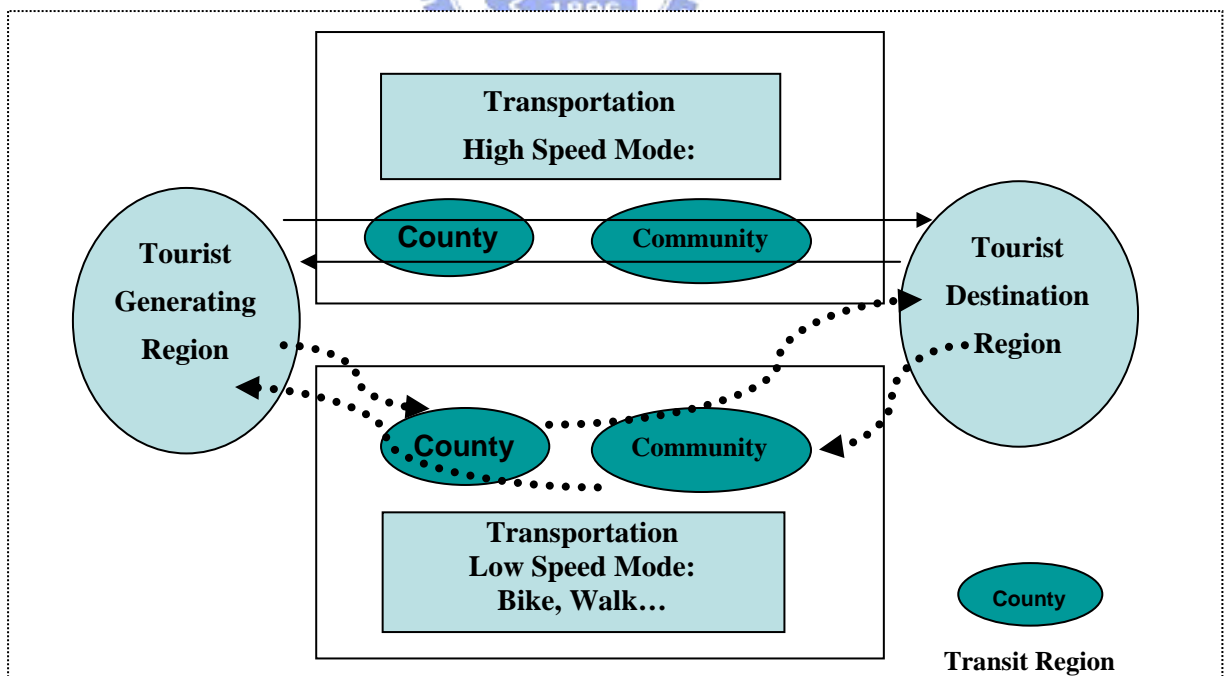 Transportation
High Speed Mode:
County
Community
Tourist
Generating
Region
Tourist
Destination
Region
County
Community
Transportation
Low Speed Mode:
Bike, Walk…
County
Transit Region